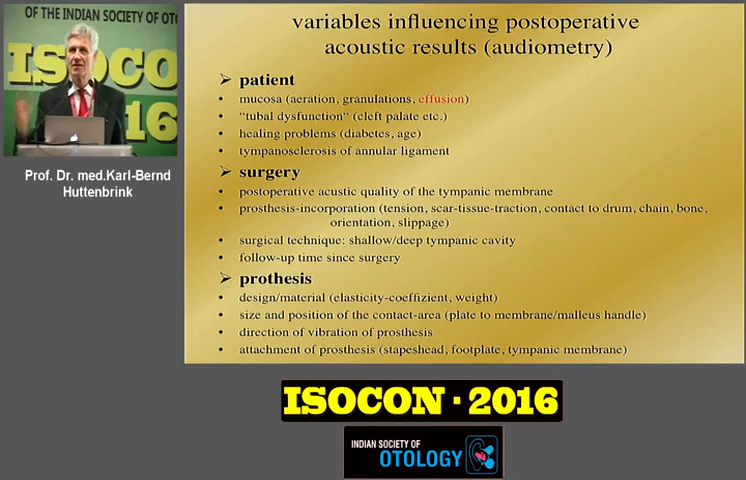 OF THE INDIAN SOCIETY OF OTO
ISOCO
16
Prof. Dr. med.Karl-Bernd
Huttenbrink
variables influencing postoperative
acoustic results (audiometry)
➢ patient
• mucosa (aeration, granulations, effusion)
• "tubal dysfunction" (cleft palate etc.)
• healing problems (diabetes, age)
• tympanosclerosis of annular ligament
➢ surgery
• postoperative acustic quality of the tympanic membrane
• prosthesis-incorporation (tension, scar-tissue-traction, contact to drum, chain, bone,
orientation, slippage)
• surgical technique: shallow/deep tympanic cavity
• follow-up time since surgery
➢ prothesis
• design/material (elasticity-coeffizient, weight)
• size and position of the contact-area (plate to membrane/malleus handle)
• direction of vibration of prosthesis
• attachment of prosthesis (stapeshead, footplate, tympanic membrane)
ISOCON · 2016
INDIAN SOCIETY OF
OTOLOGY